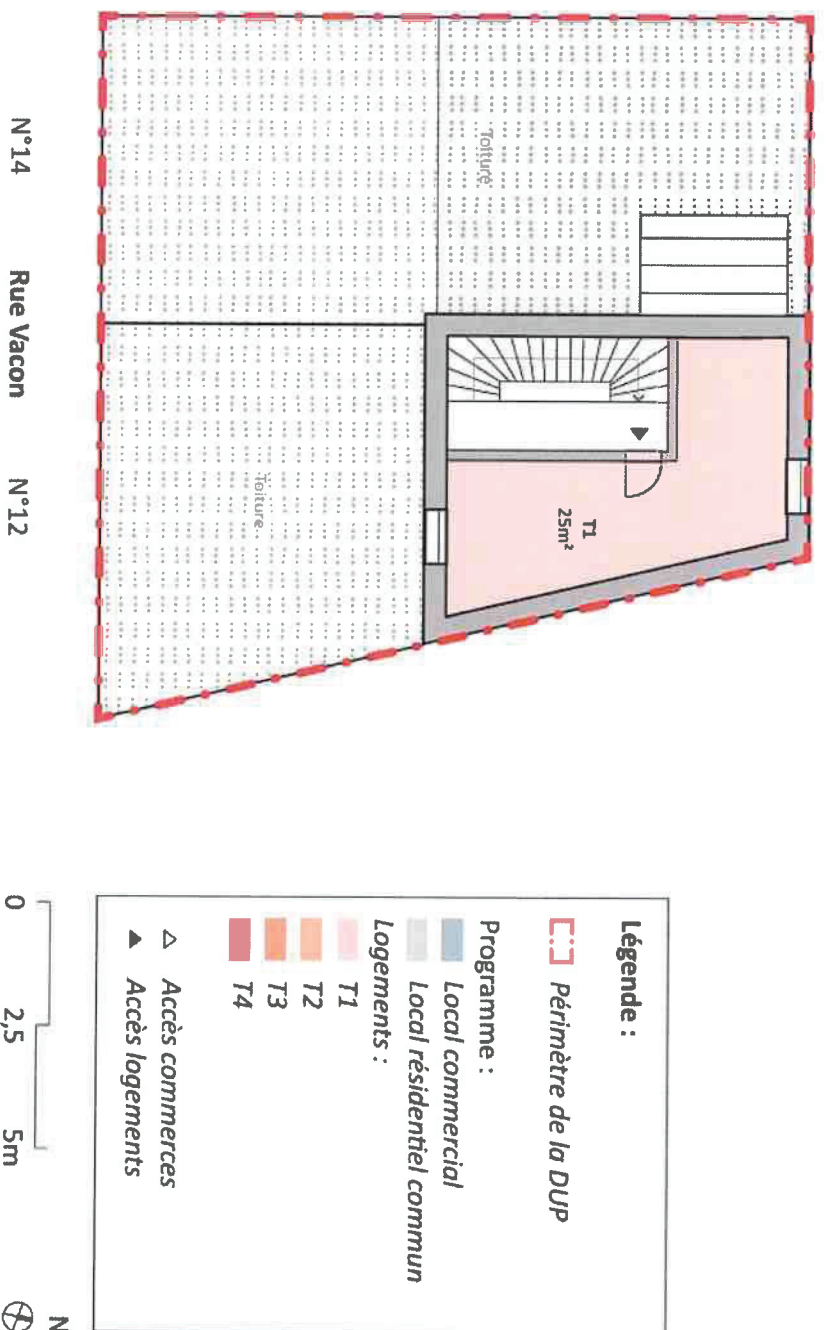 Toiture
T1
25m²
Toiture
N°14 Rue Vacon N°12
Légende :
Périmètre de la DUP
Programme :
Local commercial
Local résidentiel commun
Logements :
T1
T2
T3
T4
Accès commerces
Accès logements
0 2,5 5m
N